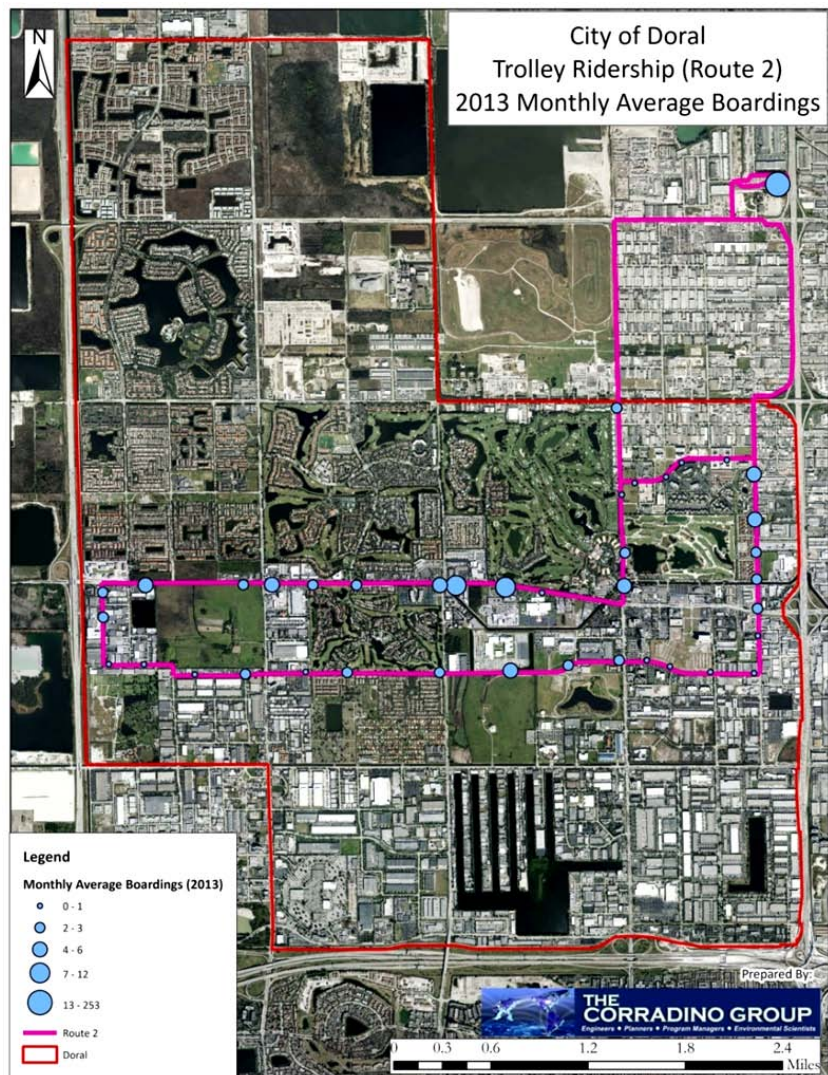 City of Doral
Trolley Ridership (Route 2)
2013 Monthly Average Boardings
N
Legend
Monthly Average Boardings (2013)
0 - 1
2 - 3
4 - 6
7 - 12
13 - 253
Route 2
Doral
Prepared By:
THE
CORRADINO GROUP
Engineers • Planners • Program Managers • Environmental Scientists
0 0.3 0.6 1.2 1.8 2.4
Miles